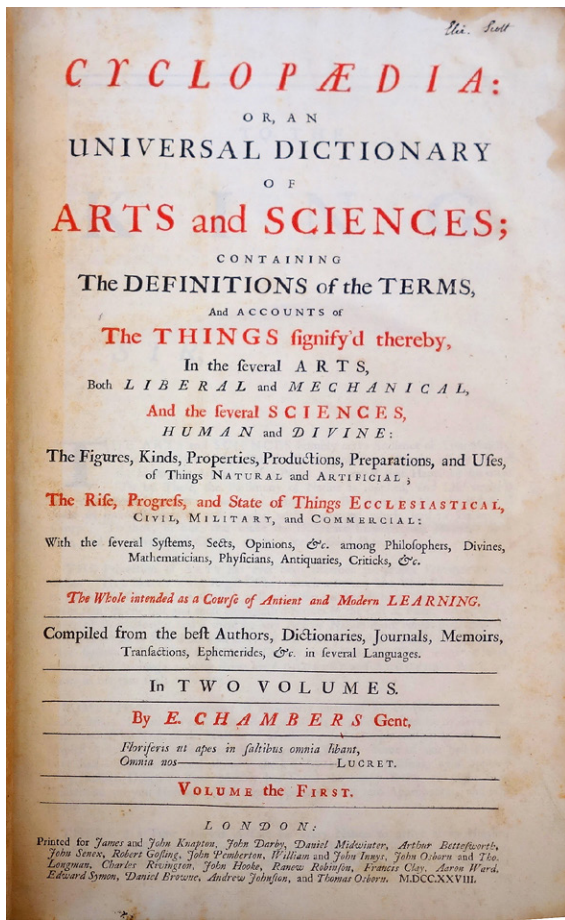 Eliz. Scott
CYCLOPÆDIA:
OR, AN
UNIVERSAL DICTIONARY
OF
ARTS and SCIENCES;
CONTAINING
The DEFINITIONS of the TERMS,
And ACCOUNTS of
The THINGS ſignify'd thereby,
In the ſeveral ARTS,
Both LIBERAL and MECHANICAL,
And the ſeveral SCIENCES,
HUMAN and DIVINE:
The Figures, Kinds, Properties, Productions, Preparations, and Uſes,
of Things NATURAL and ARTIFICIAL;
The Riſe, Progreſs, and State of Things ECCLESIASTICAL,
CIVIL, MILITARY, and COMMERCIAL:
With the ſeveral Syſtems, Sects, Opinions, &c. among Philoſophers, Divines,
Mathematicians, Phyſicians, Antiquaries, Criticks, &c.
The Whole intended as a Courſe of Antient and Modern LEARNING.
Compiled from the beſt Authors, Dictionaries, Journals, Memoirs,
Tranſactions, Ephemerides, &c. in ſeveral Languages.
In TWO VOLUMES.
By E. CHAMBERS Gent,
Floriferis ut apes in ſaltibus omnia libant,
Omnia nos————————LUCRET.
VOLUME the FIRST.
LONDON:
Printed for James and John Knapton, John Darby, Daniel Midwinter, Arthur Betteſworth,
John Senex, Robert Goſling, John Pemberton, William and John Innys, John Osborn and Tho.
Longman, Charles Rivington, John Hooke, Ranew Robinſon, Francis Clay, Aaron Ward,
Edward Symon, Daniel Browne, Andrew Johnſton, and Thomas Osborn. M.DCC.XXVIII.